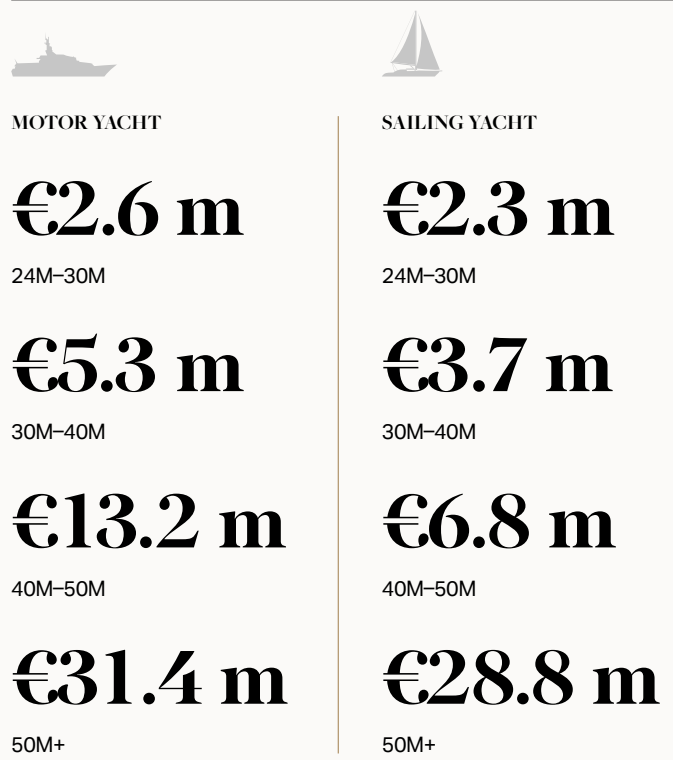 MOTOR YACHT
€2.6 m
24M–30M
€5.3 m
30M–40M
€13.2 m
40M–50M
€31.4 m
50M+
SAILING YACHT
€2.3 m
24M–30M
€3.7 m
30M–40M
€6.8 m
40M–50M
€28.8 m
50M+